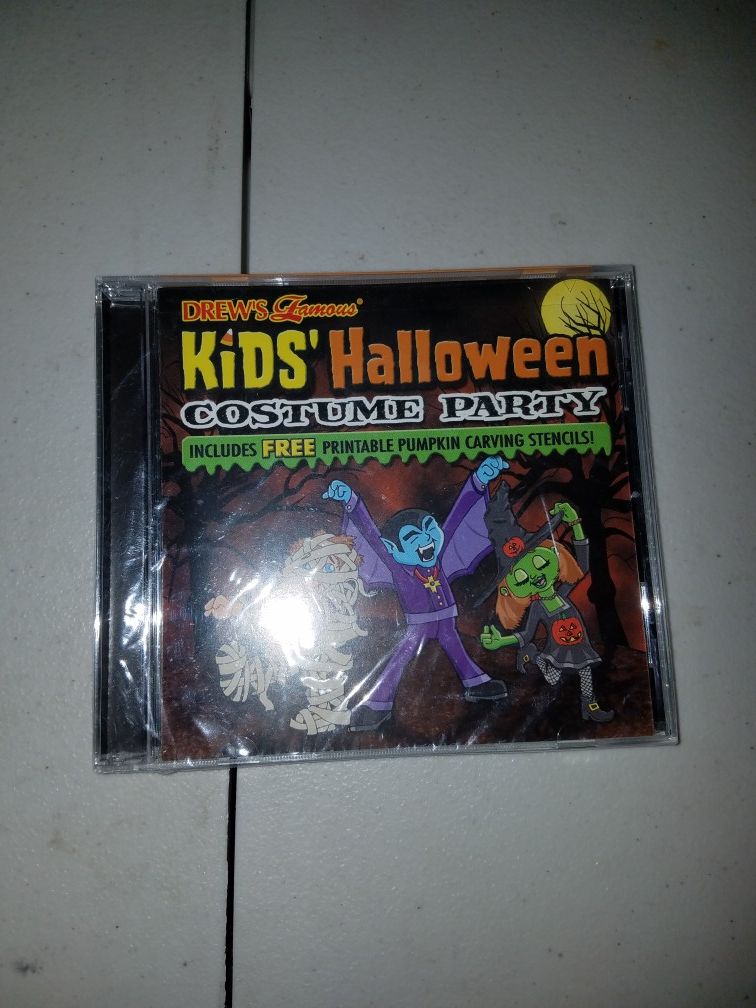 DREW'S Famous®
KiDS' Halloween
COSTUME PARTY
INCLUDES FREE PRINTABLE PUMPKIN CARVING STENCILS!